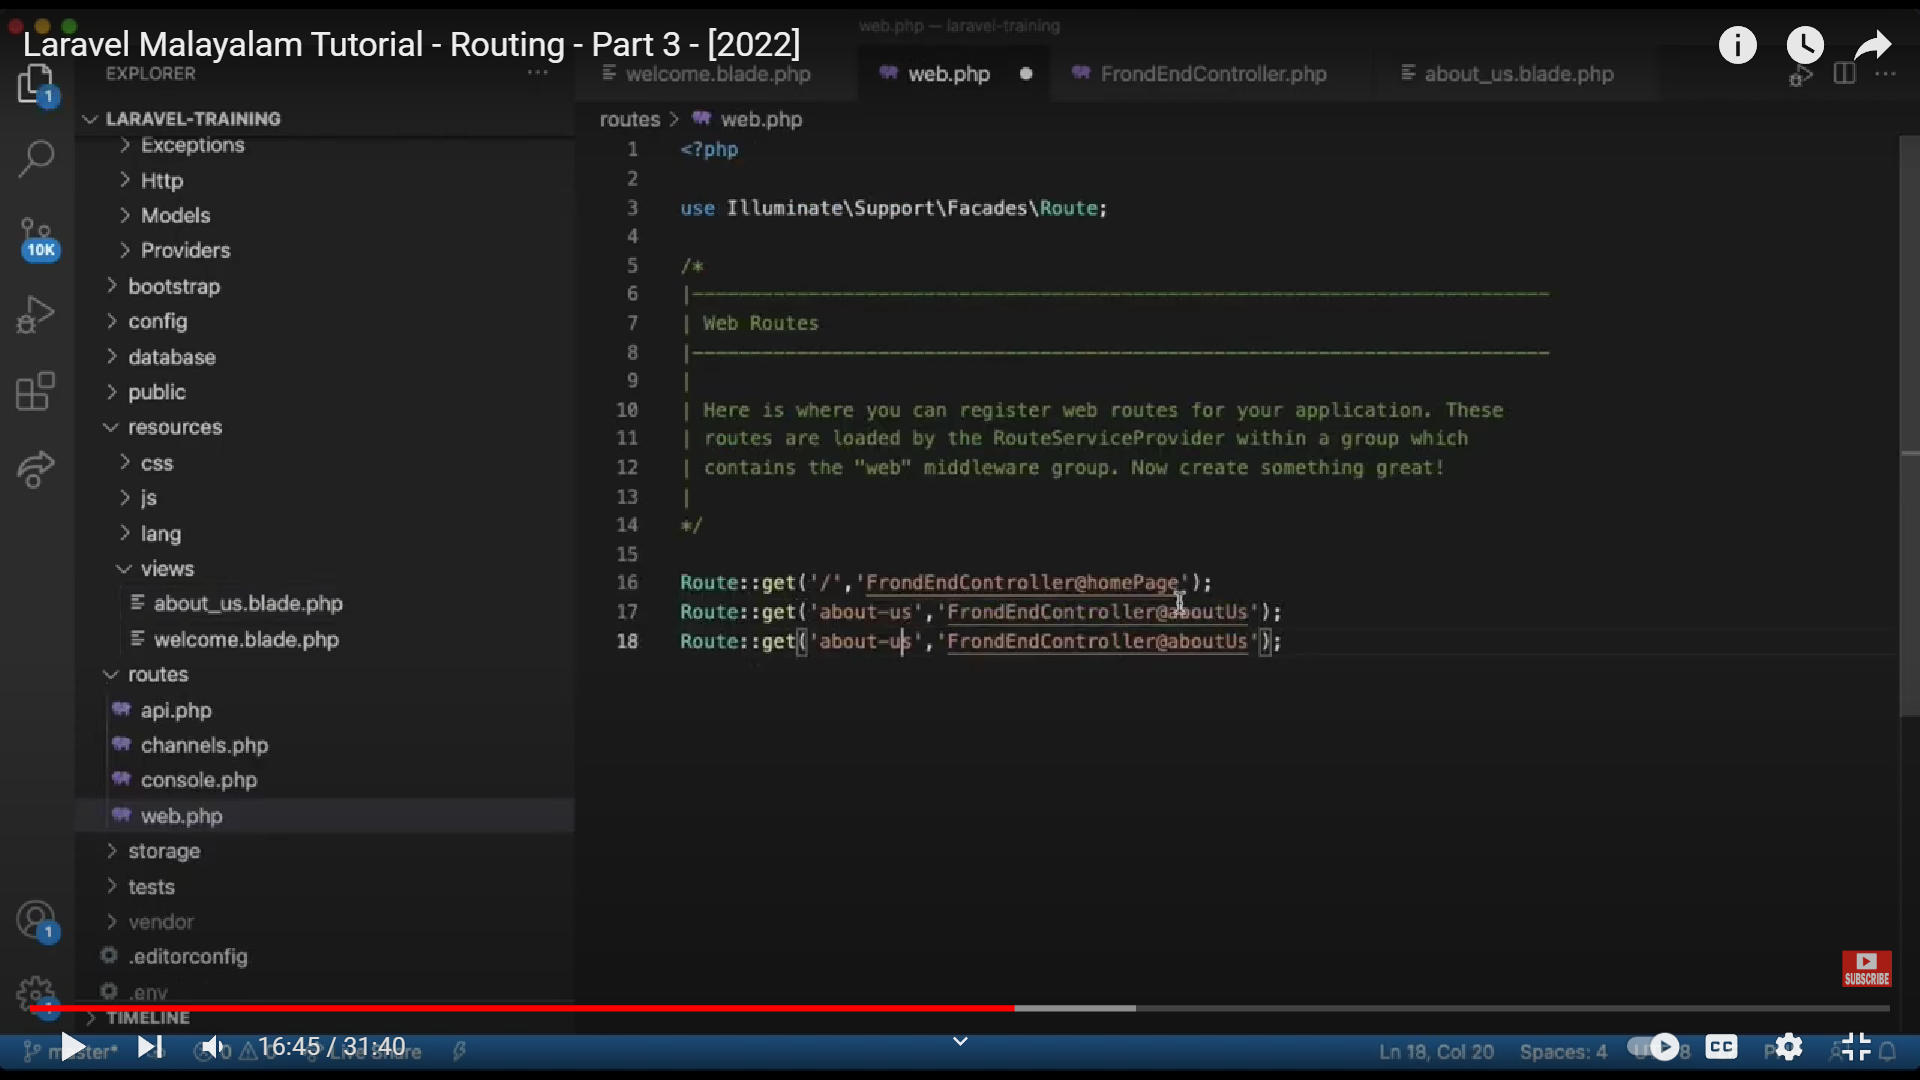 web.php — laravel-training
Laravel Malayalam Tutorial - Routing - Part 3 - [2022]
EXPLORER
welcome.blade.php
web.php
FrondEndController.php
about_us.blade.php
1
LARAVEL-TRAINING
routes > web.php
Exceptions
Http
Models
Providers
10K
bootstrap
config
database
public
resources
css
js
lang
views
about_us.blade.php
welcome.blade.php
routes
api.php
channels.php
console.php
web.php
storage
tests
vendor
.editorconfig
.env
TIMELINE
1
1 <?php
2
3 use Illuminate\Support\Facades\Route;
4
5 /*
6 |--------------------------------------------------------------------------
7 | Web Routes
8 |--------------------------------------------------------------------------
9 |
10 | Here is where you can register web routes for your application. These
11 | routes are loaded by the RouteServiceProvider within a group which
12 | contains the "web" middleware group. Now create something great!
13 |
14 */
15
16 Route::get('/','FrondEndController@homePage');
17 Route::get('about-us','FrondEndController@aboutUs');
18 Route::get('about-us','FrondEndController@aboutUs');
SUBSCRIBE
16:45 / 31:40
Ln 18, Col 20
Spaces: 4
CC